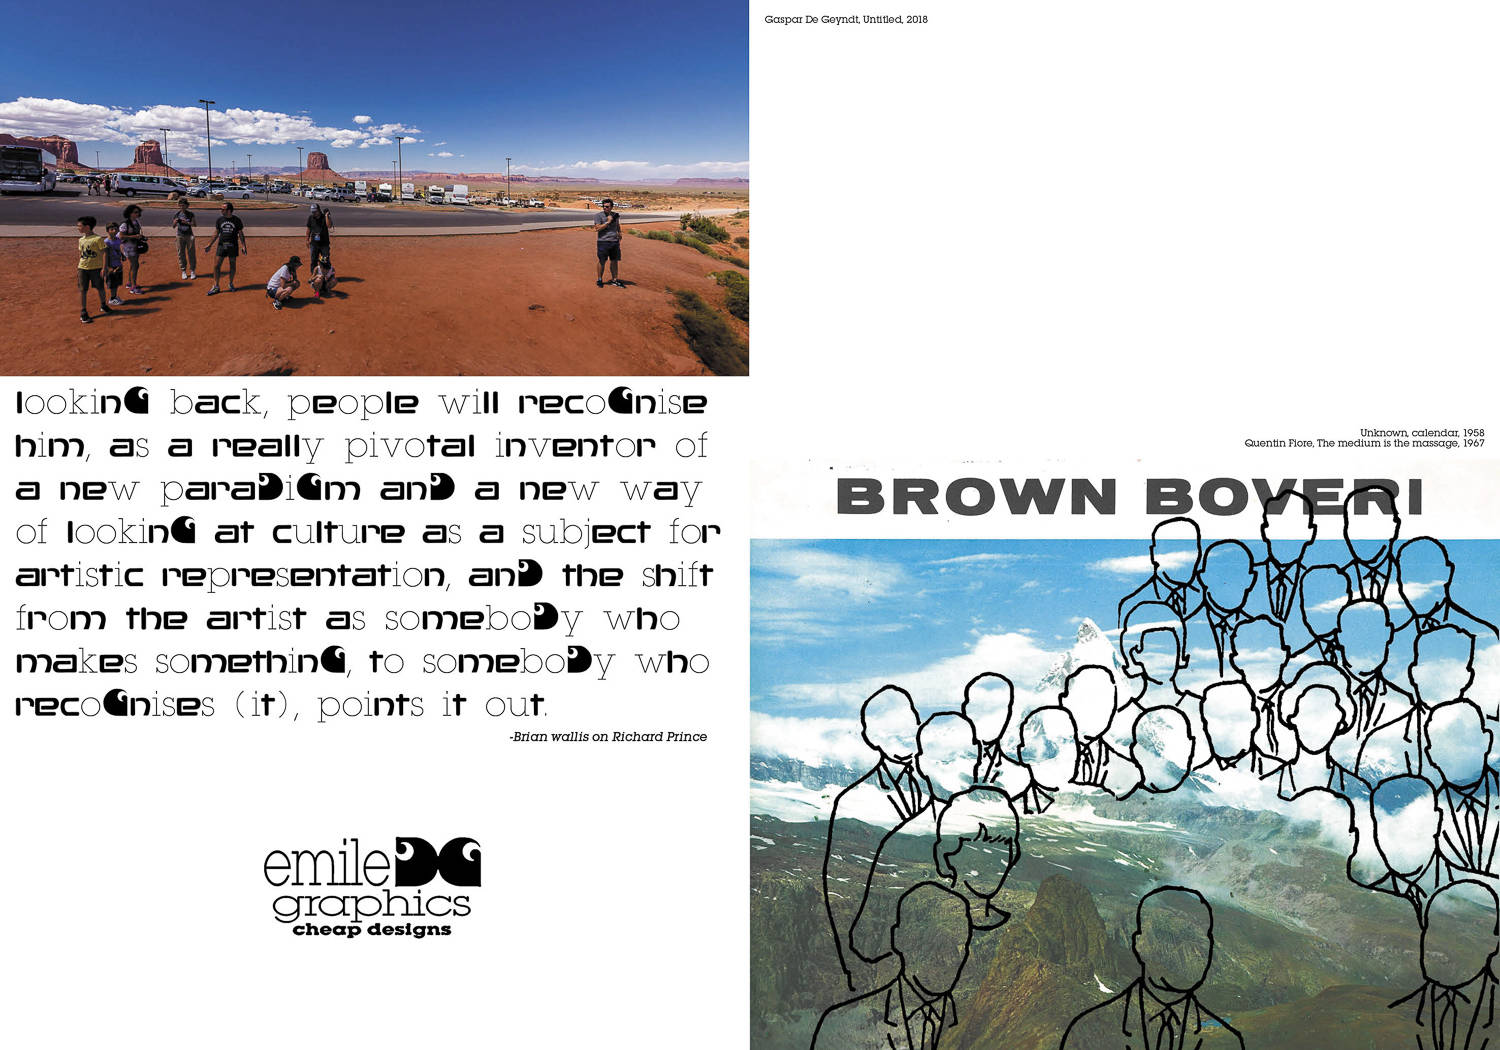 lookinG back, people will recoGnise
him, as a really pivotal inventor of
a new paraDiGm anD a new way
of lookinG at culture as a subject for
artistic representation, anD the shift
from the artist as someboDy who
makes somethinG, to someboDy who
recoGnises (it), points it out.
-Brian wallis on Richard Prince
emile DG
graphics
cheap designs
Gaspar De Geyndt, Untitled, 2018
Unknown, calendar, 1958
Quentin Fiore, The medium is the massage, 1967
BROWN BOVERI